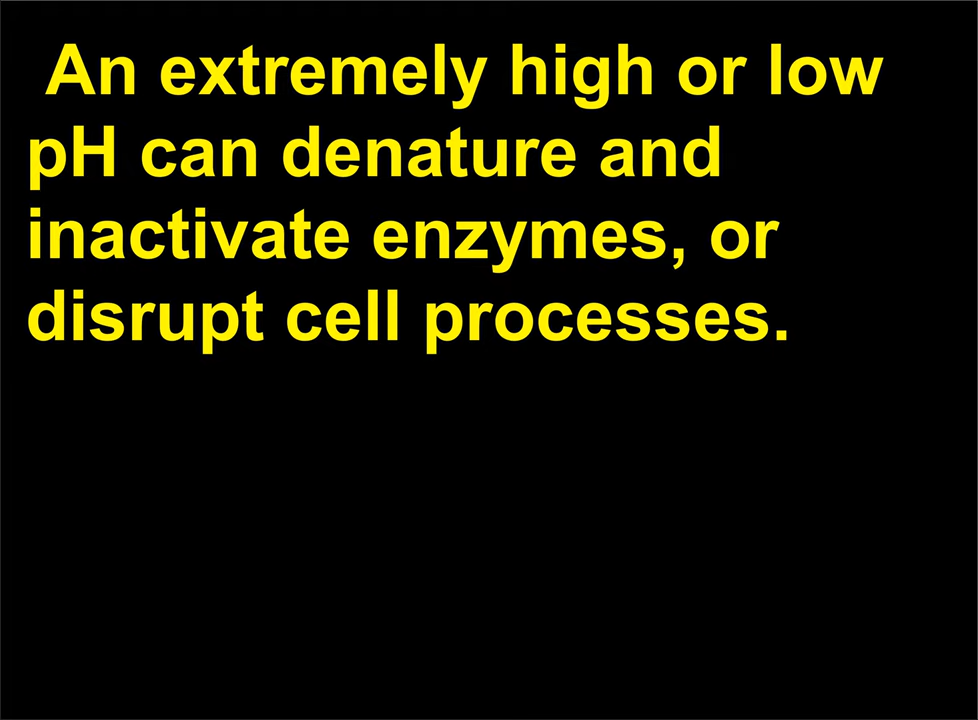 An extremely high or low
pH can denature and
inactivate enzymes, or
disrupt cell processes.